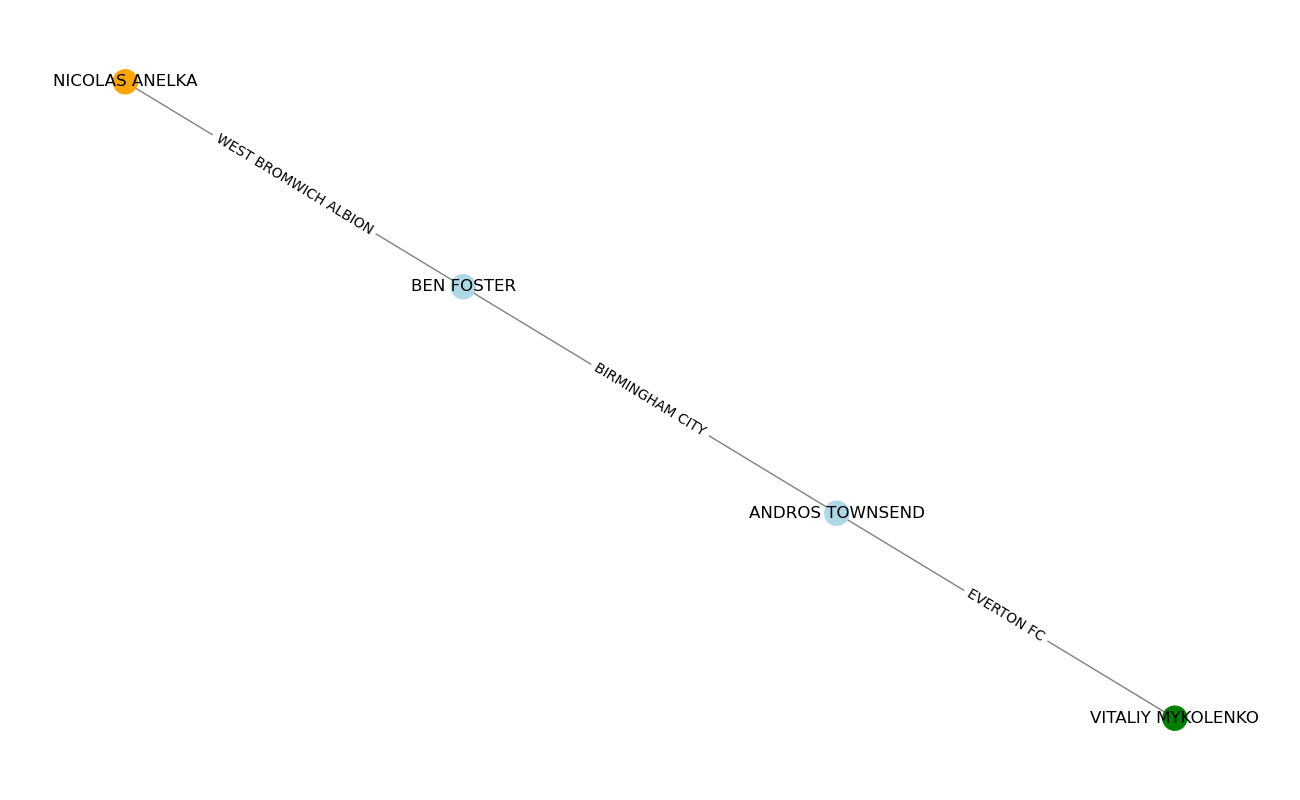 NICOLAS ANELKA
WEST BROMWICH ALBION
BEN FOSTER
BIRMINGHAM CITY
ANDROS TOWNSEND
EVERTON FC
VITALIY MYKOLENKO